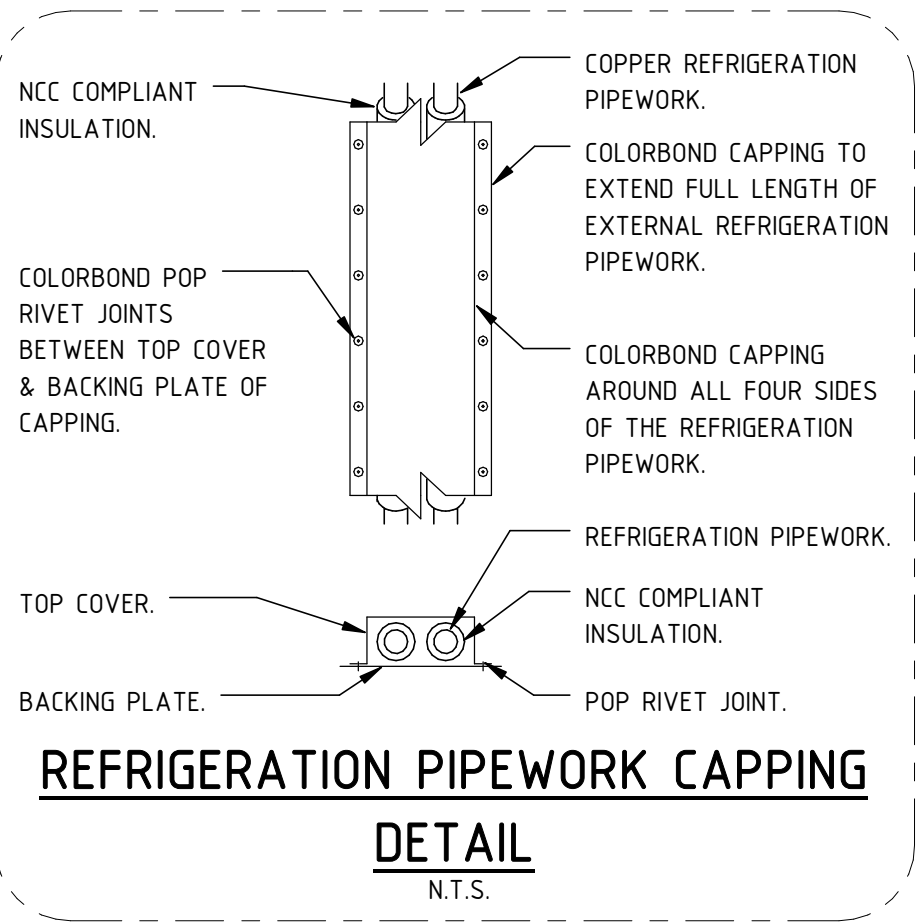 NCC COMPLIANT
INSULATION.
COPPER REFRIGERATION
PIPEWORK.
COLORBOND CAPPING TO
EXTEND FULL LENGTH OF
EXTERNAL REFRIGERATION
PIPEWORK.
COLORBOND POP
RIVET JOINTS
BETWEEN TOP COVER
& BACKING PLATE OF
CAPPING.
COLORBOND CAPPING
AROUND ALL FOUR SIDES
OF THE REFRIGERATION
PIPEWORK.
REFRIGERATION PIPEWORK.
TOP COVER.
NCC COMPLIANT
INSULATION.
BACKING PLATE.
POP RIVET JOINT.
REFRIGERATION PIPEWORK CAPPING
DETAIL
N.T.S.